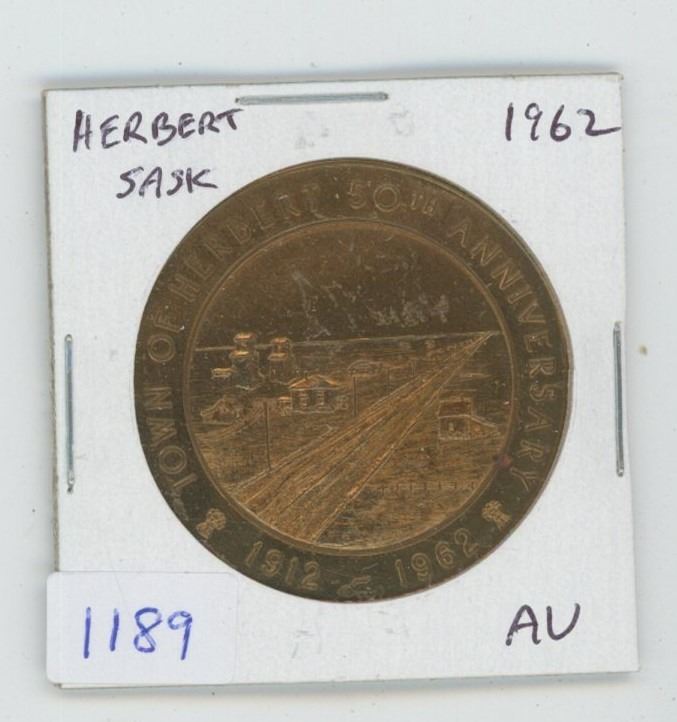 HERBERT
SASK
1962
TOWN OF HERBERT 50TH ANNIVERSARY
1912 1962
1189
AU